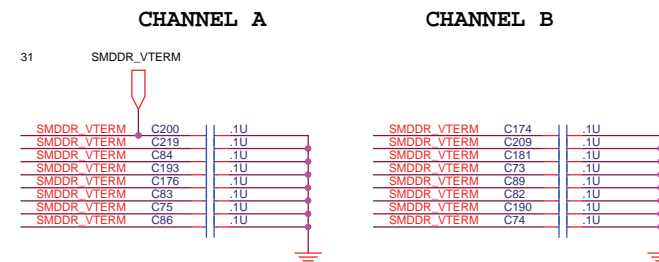 CHANNEL A CHANNEL B
31 SMDDR_VTERM
SMDDR_VTERM C200 .1U SMDDR_VTERM C174 .1U
SMDDR_VTERM C219 .1U SMDDR_VTERM C209 .1U
SMDDR_VTERM C84 .1U SMDDR_VTERM C181 .1U
SMDDR_VTERM C193 .1U SMDDR_VTERM C73 .1U
SMDDR_VTERM C176 .1U SMDDR_VTERM C89 .1U
SMDDR_VTERM C83 .1U SMDDR_VTERM C82 .1U
SMDDR_VTERM C75 .1U SMDDR_VTERM C190 .1U
SMDDR_VTERM C86 .1U SMDDR_VTERM C74 .1U